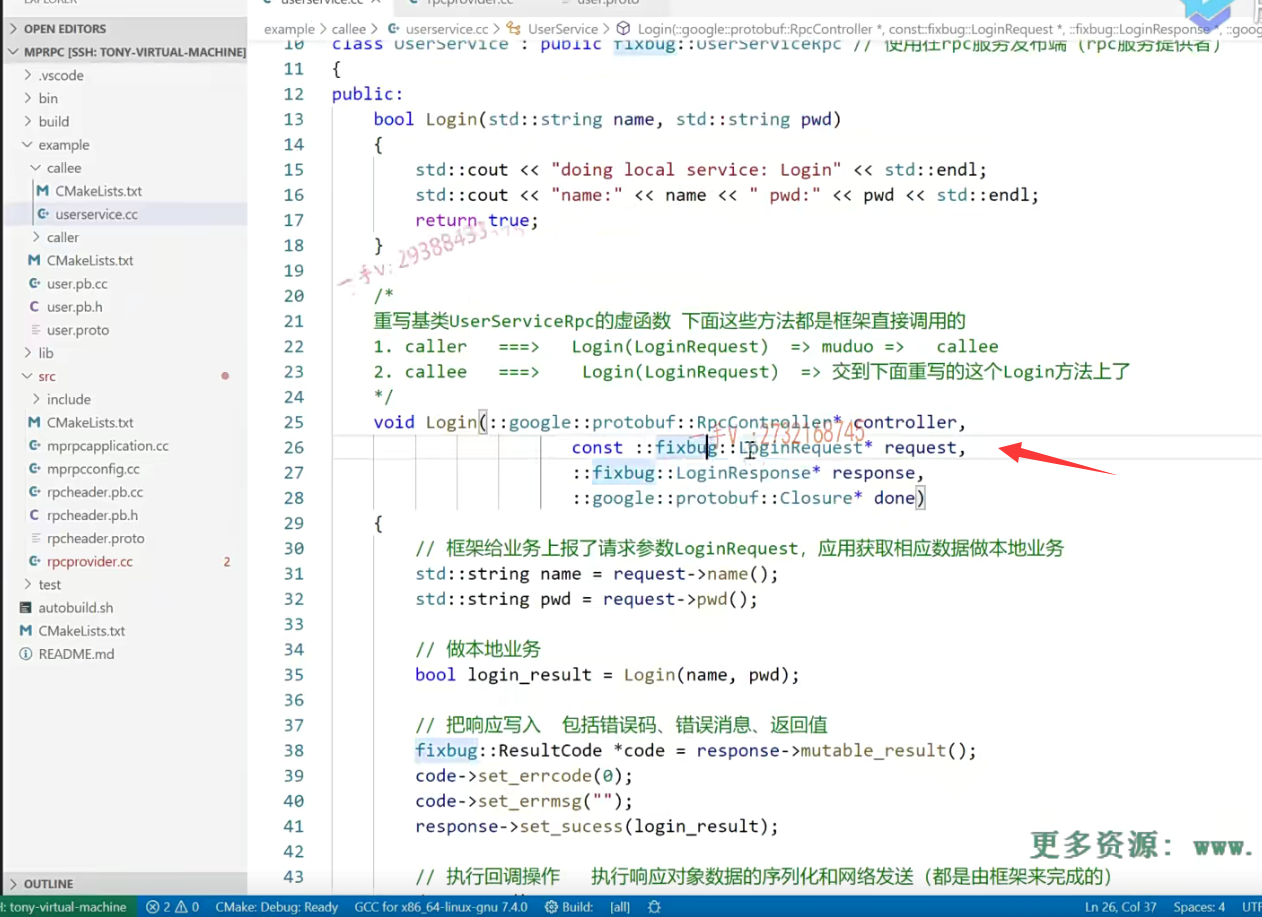 OPEN EDITORS
MPRPC [SSH: TONY-VIRTUAL-MACHINE]
.vscode
bin
build
example
callee
CMakeLists.txt
userservice.cc
caller
CMakeLists.txt
user.pb.cc
user.pb.h
user.proto
lib
src
include
CMakeLists.txt
mprpcapplication.cc
mprpcconfig.cc
rpcheader.pb.cc
rpcheader.pb.h
rpcheader.proto
rpcprovider.cc 2
test
autobuild.sh
CMakeLists.txt
README.md
OUTLINE
userservice.cc rpcprovider.cc user.proto
example > callee > userservice.cc > UserService > Login(::google::protobuf::RpcController *, const::fixbug::LoginRequest *, ::fixbug::LoginResponse *, ::goog
10 class UserService : public fixbug::UserServiceRpc // 使用在rpc服务发布端（rpc服务提供者）
11 {
12 public:
13 bool Login(std::string name, std::string pwd)
14 {
15 std::cout << "doing local service: Login" << std::endl;
16 std::cout << "name:" << name << " pwd:" << pwd << std::endl;
17 return true;
18 }
19
20 /*
21 重写基类UserServiceRpc的虚函数 下面这些方法都是框架直接调用的
22 1. caller ===> Login(LoginRequest) => muduo => callee
23 2. callee ===> Login(LoginRequest) => 交到下面重写的这个Login方法上了
24 */
25 void Login(::google::protobuf::RpcController* controller,
26 const ::fixbug::LoginRequest* request,
27 ::fixbug::LoginResponse* response,
28 ::google::protobuf::Closure* done)
29 {
30 // 框架给业务上报了请求参数LoginRequest，应用获取相应数据做本地业务
31 std::string name = request->name();
32 std::string pwd = request->pwd();
33
34 // 做本地业务
35 bool login_result = Login(name, pwd);
36
37 // 把响应写入 包括错误码、错误消息、返回值
38 fixbug::ResultCode *code = response->mutable_result();
39 code->set_errcode(0);
40 code->set_errmsg("");
41 response->set_sucess(login_result);
42
43 // 执行回调操作 执行响应对象数据的序列化和网络发送（都是由框架来完成的）
一手v：2732168745
更多资源：www.
H: tony-virtual-machine 2 0 CMake: Debug: Ready GCC for x86_64-linux-gnu 7.4.0 Build: [all] Ln 26, Col 37 Spaces: 4 UTF